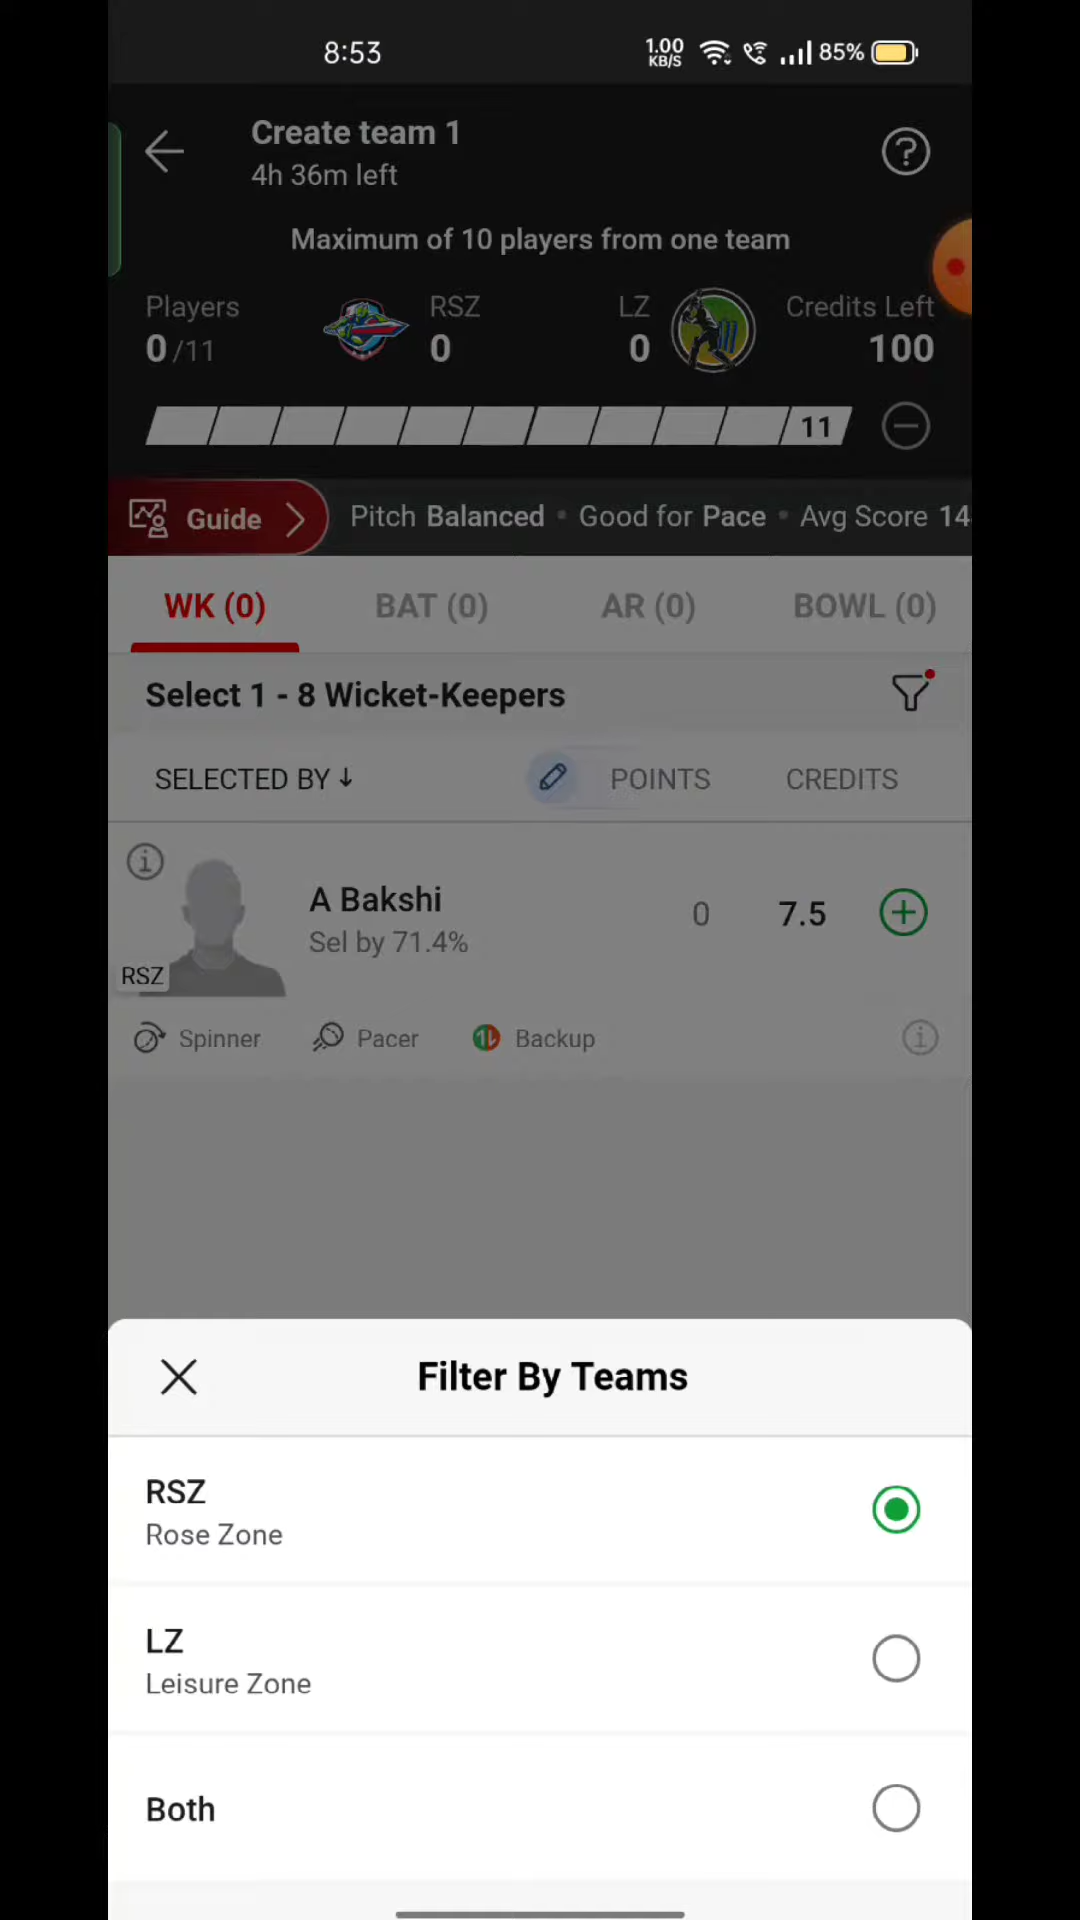 8:53 1.00 KB/S 85%
Create team 1
4h 36m left
Maximum of 10 players from one team
Players RSZ LZ Credits Left
0/11 0 0 100
11
Guide Pitch Balanced • Good for Pace • Avg Score 14
WK (0) BAT (0) AR (0) BOWL (0)
Select 1 - 8 Wicket-Keepers
SELECTED BY ↓ POINTS CREDITS
A Bakshi 0 7.5
Sel by 71.4%
RSZ
Spinner Pacer Backup
Filter By Teams
RSZ
Rose Zone
LZ
Leisure Zone
Both